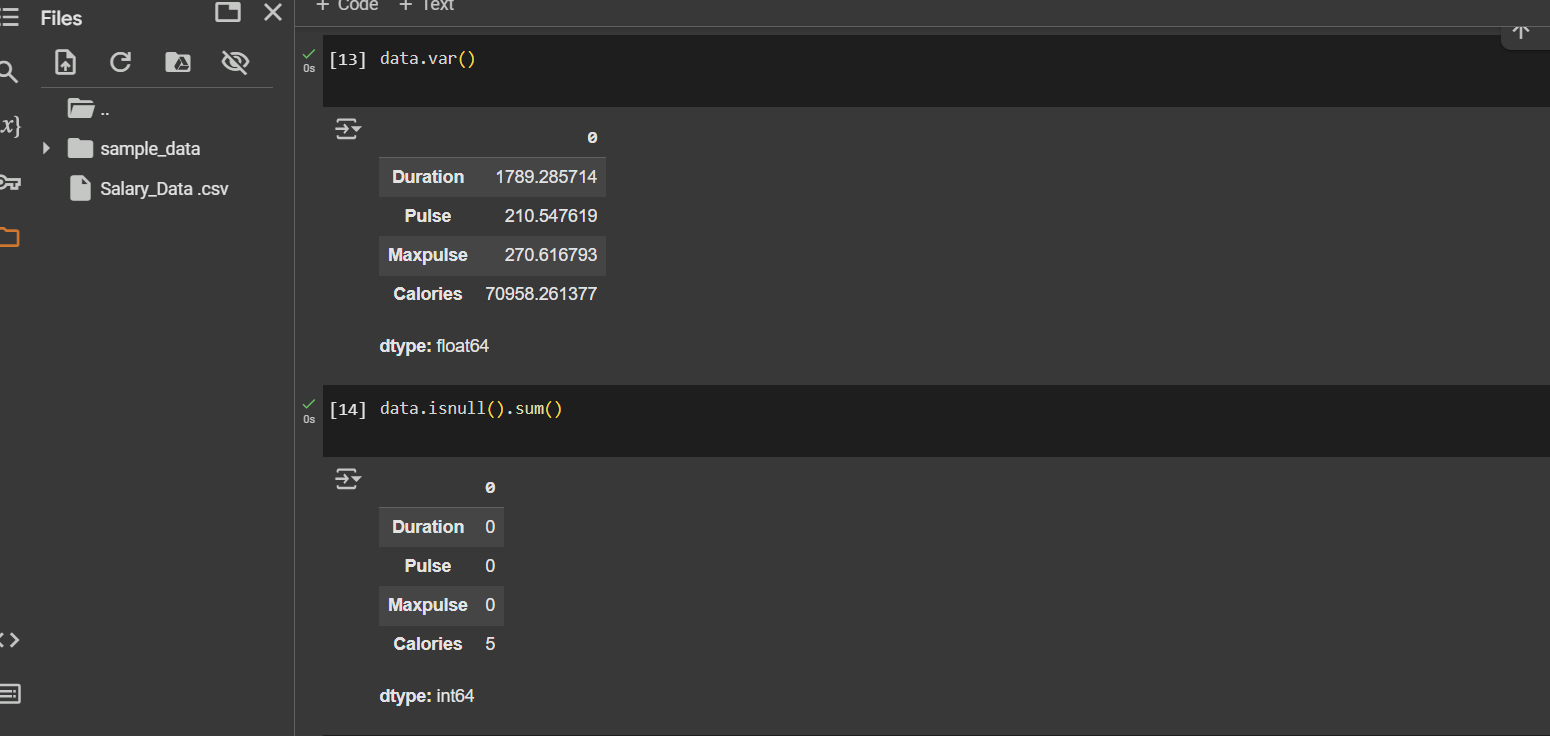 Files
+ Code + Text
..
sample_data
Salary_Data .csv
{x}
0s
[13] data.var()
0
Duration 1789.285714
Pulse 210.547619
Maxpulse 270.616793
Calories 70958.261377
dtype: float64
0s
[14] data.isnull().sum()
0
Duration 0
Pulse 0
Maxpulse 0
Calories 5
dtype: int64